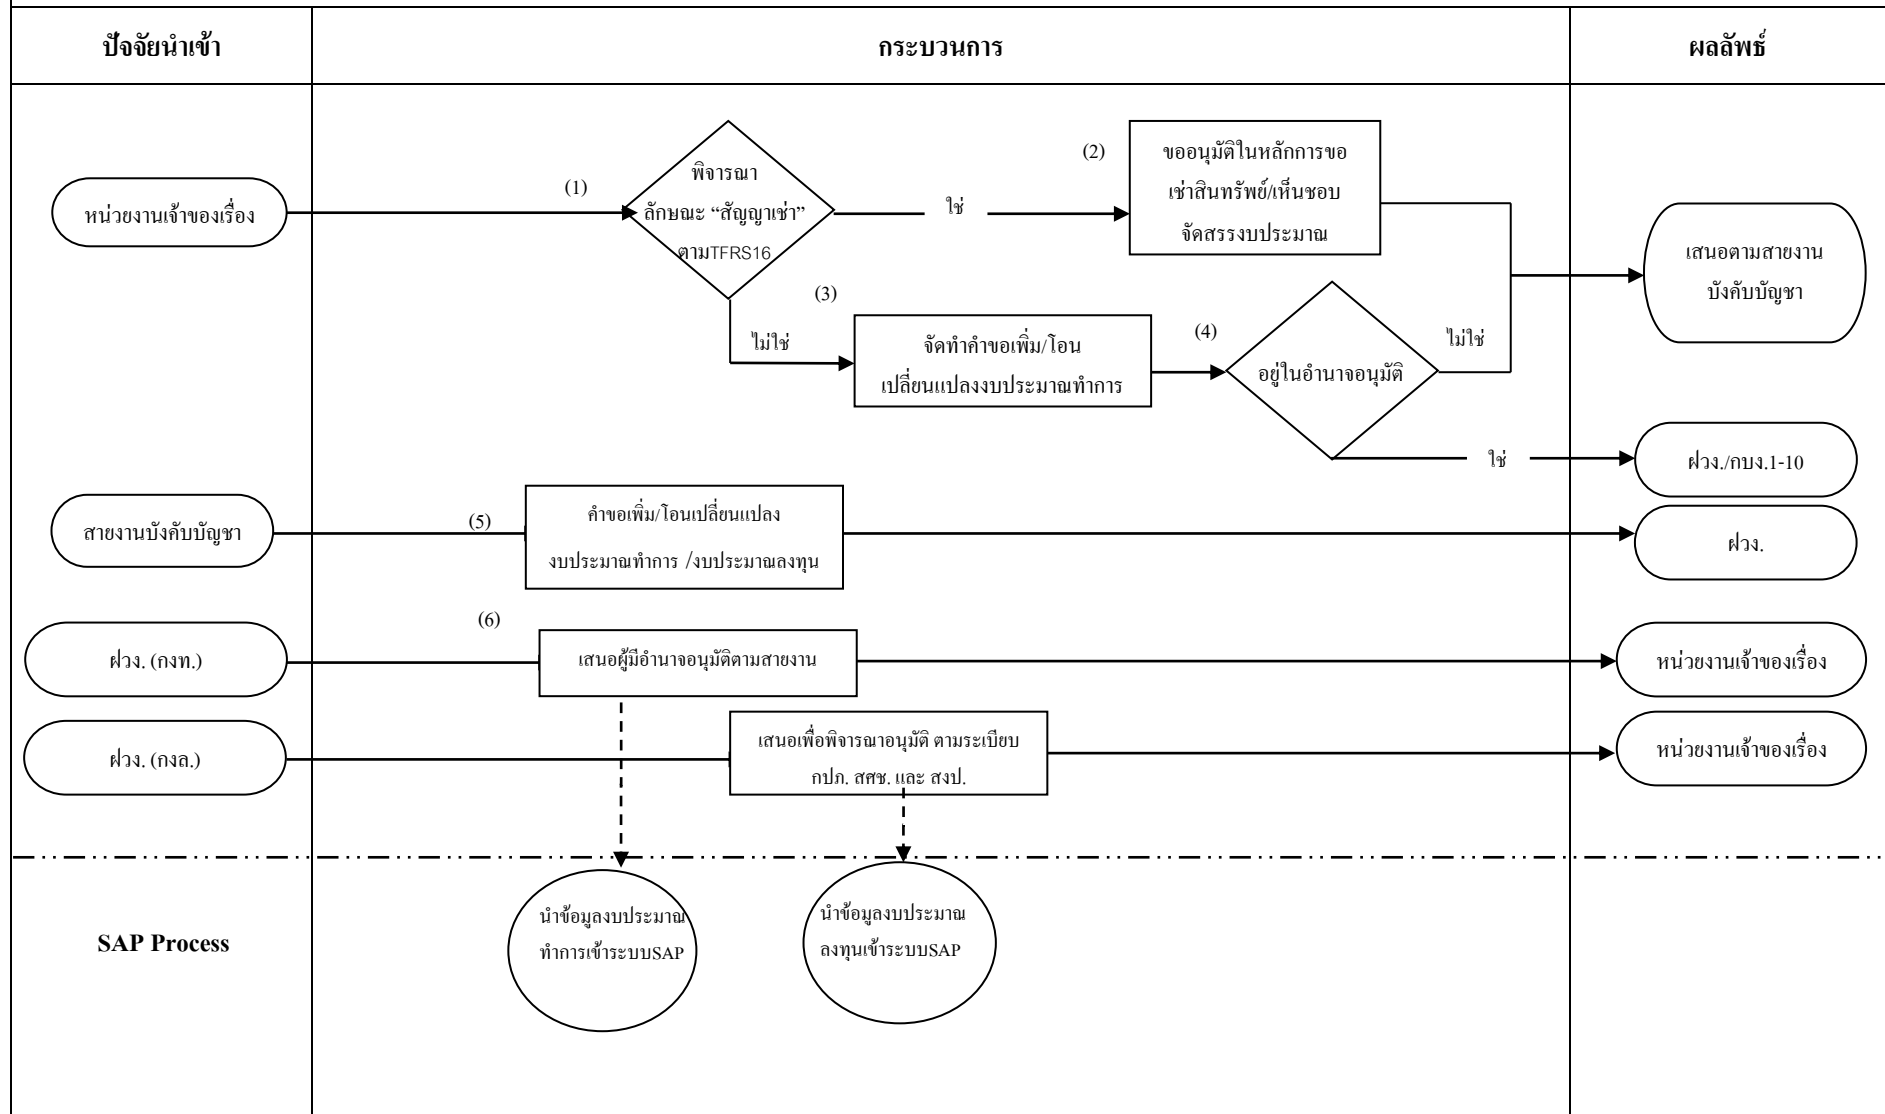 ปัจจัยนำเข้า
กระบวนการ
ผลลัพธ์
หน่วยงานเจ้าของเรื่อง
(1)
พิจารณา
ลักษณะ “สัญญาเช่า”
ตามTFRS16
ใช่
(2)
ขออนุมัติในหลักการขอ
เช่าสินทรัพย์/เห็นชอบ
จัดสรรงบประมาณ
เสนอตามสายงาน
บังคับบัญชา
ไม่ใช่
(3)
จัดทำคำขอเพิ่ม/โอน
เปลี่ยนแปลงงบประมาณทำการ
(4)
อยู่ในอำนาจอนุมัติ
ไม่ใช่
ใช่
ฝวง./กบง.1-10
สายงานบังคับบัญชา
(5)
คำขอเพิ่ม/โอนเปลี่ยนแปลง
งบประมาณทำการ /งบประมาณลงทุน
ฝวง.
ฝวง. (กงท.)
(6)
เสนอผู้มีอำนาจอนุมัติตามสายงาน
หน่วยงานเจ้าของเรื่อง
ฝวง. (กงล.)
เสนอเพื่อพิจารณาอนุมัติ ตามระเบียบ
กปภ. สศช. และ สงป.
หน่วยงานเจ้าของเรื่อง
SAP Process
นำข้อมูลงบประมาณ
ทำการเข้าระบบSAP
นำข้อมูลงบประมาณ
ลงทุนเข้าระบบSAP